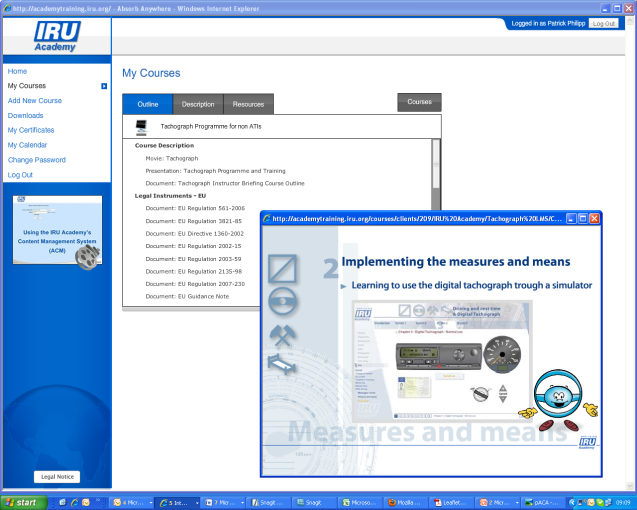 http://academytraining.iru.org/ - Absorb Anywhere - Windows Internet Explorer
Logged in as Patrick Philipp Log Out
IRU
Academy
Home
My Courses
Add New Course
Downloads
My Certificates
My Calendar
Change Password
Log Out
Using the IRU Academy's
Content Management System
(ACM)
Legal Notice
My Courses
Outline Description Resources Courses
Tachograph Programme for non ATIs
Course Description
Movie: Tachograph
Presentation: Tachograph Programme and Training
Document: Tachograph Instructor Briefing Course Outline
Legal Instruments - EU
Document: EU Regulation 561-2006
Document: EU Regulation 3821-85
Document: EU Directive 1360-2002
Document: EU Regulation 2002-15
Document: EU Regulation 2003-59
Document: EU Regulation 2135-98
Document: EU Regulation 2007-230
Document: EU Guidance Note
http://academytraining.iru.org/courses/clients/209/IRU%20Academy/Tachograph%20LMS/C...
2 Implementing the measures and means
Learning to use the digital tachograph trough a simulator
IRU
Driving and rest time
& Digital Tachograph
Measures and means
IRU
Academy
start
4 Micr...
5 Int...
7 Micr...
Snagit ...
Snagit
Microso...
Mozilla ...
Leaflet...
2 Micr...
pACA - ...
09:09